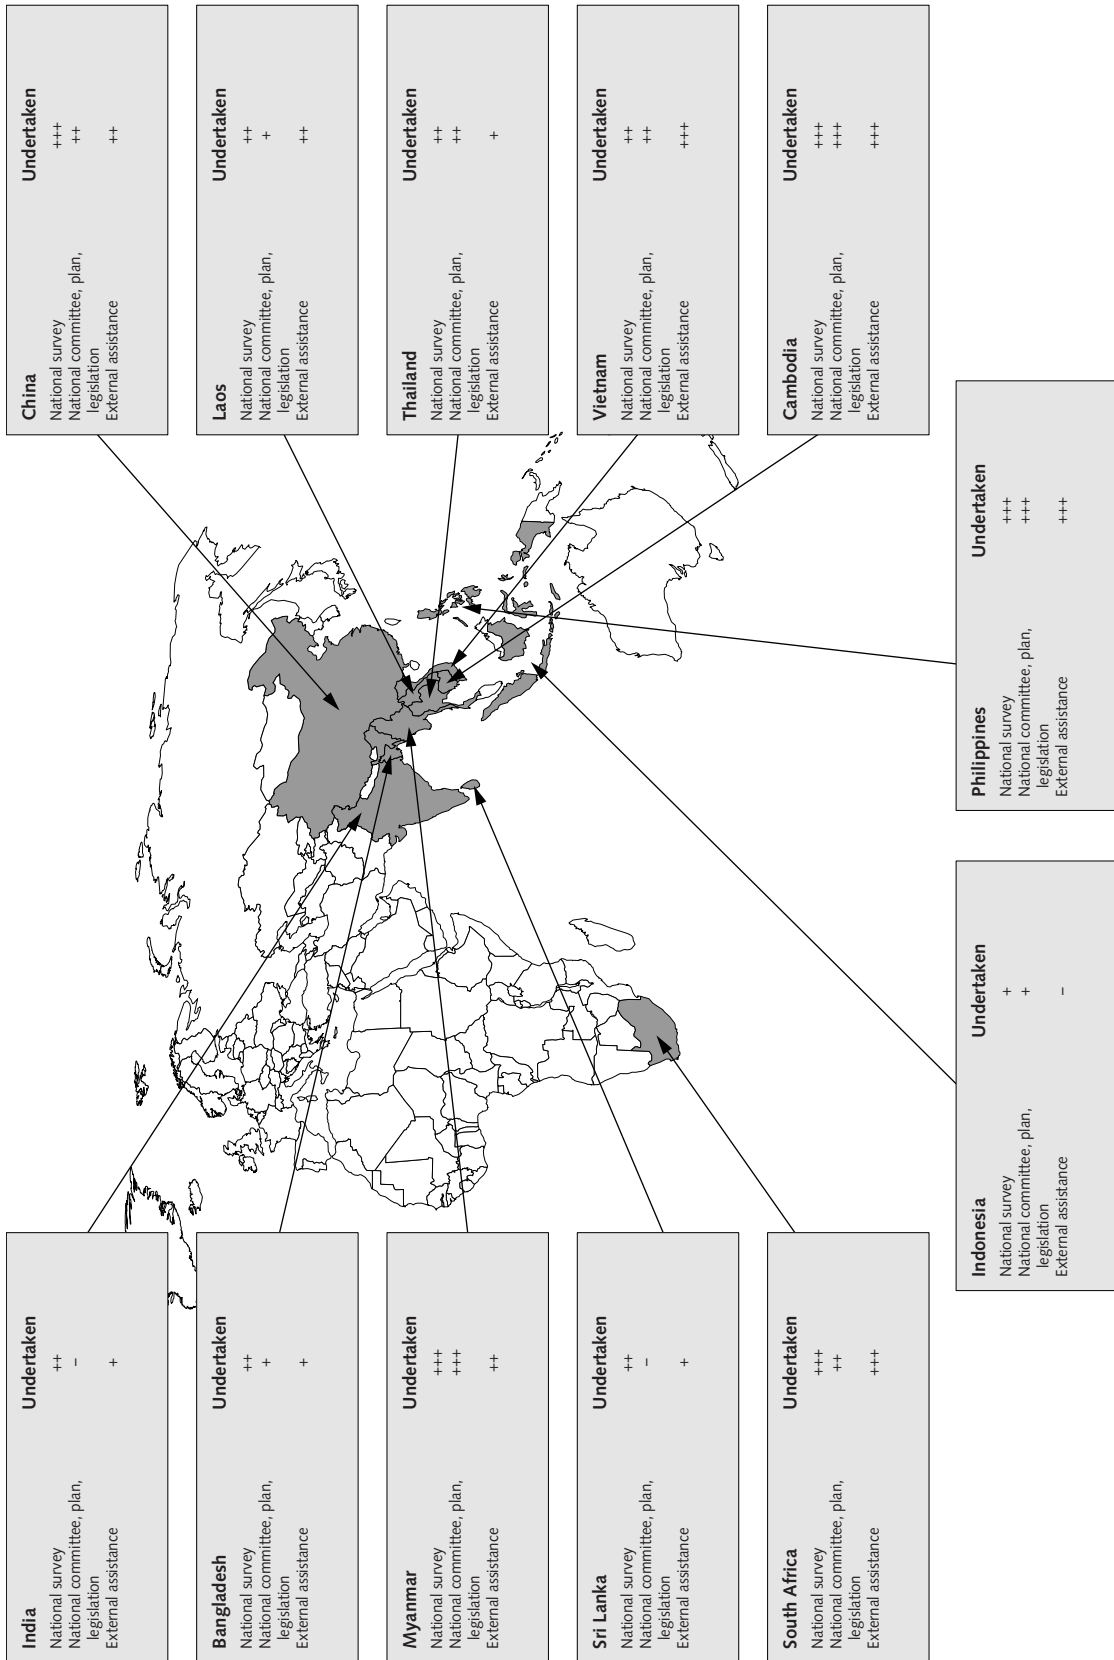 India Undertaken
National survey ++
National committee, plan, –
legislation
External assistance +
Bangladesh Undertaken
National survey ++
National committee, plan, +
legislation
External assistance +
Myanmar Undertaken
National survey +++
National committee, plan, +++
legislation
External assistance ++
Sri Lanka Undertaken
National survey ++
National committee, plan, –
legislation
External assistance +
South Africa Undertaken
National survey +++
National committee, plan, ++
legislation
External assistance +++
Indonesia Undertaken
National survey +
National committee, plan, +
legislation
External assistance –
Philippines Undertaken
National survey +++
National committee, plan, +++
legislation
External assistance +++
China Undertaken
National survey +++
National committee, plan, ++
legislation
External assistance ++
Laos Undertaken
National survey ++
National committee, plan, +
legislation
External assistance ++
Thailand Undertaken
National survey ++
National committee, plan, ++
legislation
External assistance +
Vietnam Undertaken
National survey ++
National committee, plan, ++
legislation
External assistance +++
Cambodia Undertaken
National survey +++
National committee, plan, +++
legislation
External assistance +++